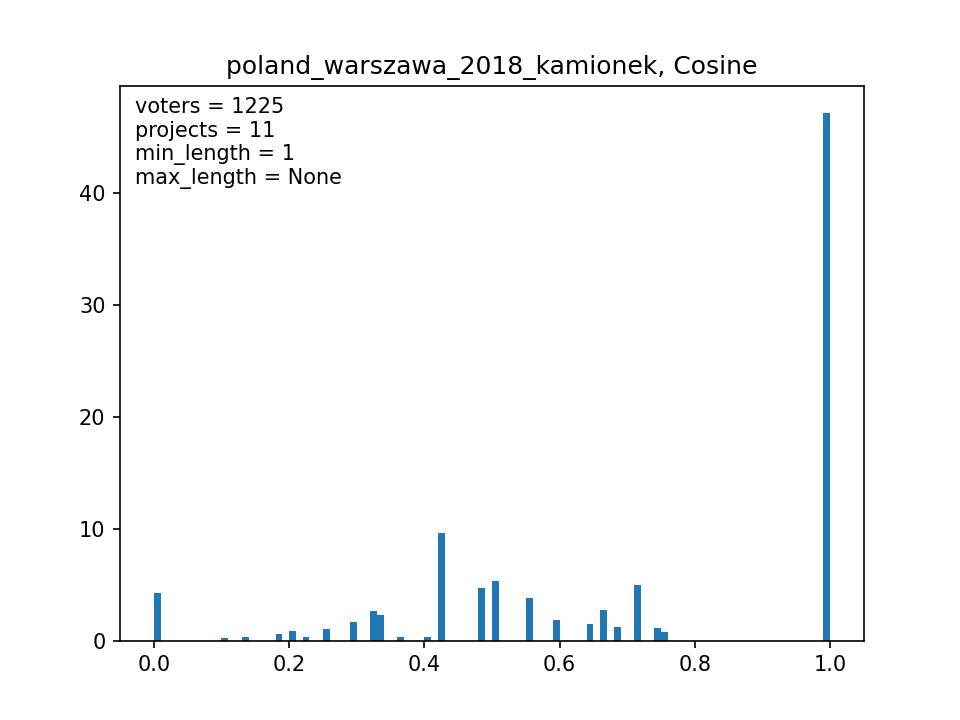 poland_warszawa_2018_kamionek, Cosine
voters = 1225
projects = 11
min_length = 1
max_length = None
40
30
20
10
0
0.0 0.2 0.4 0.6 0.8 1.0